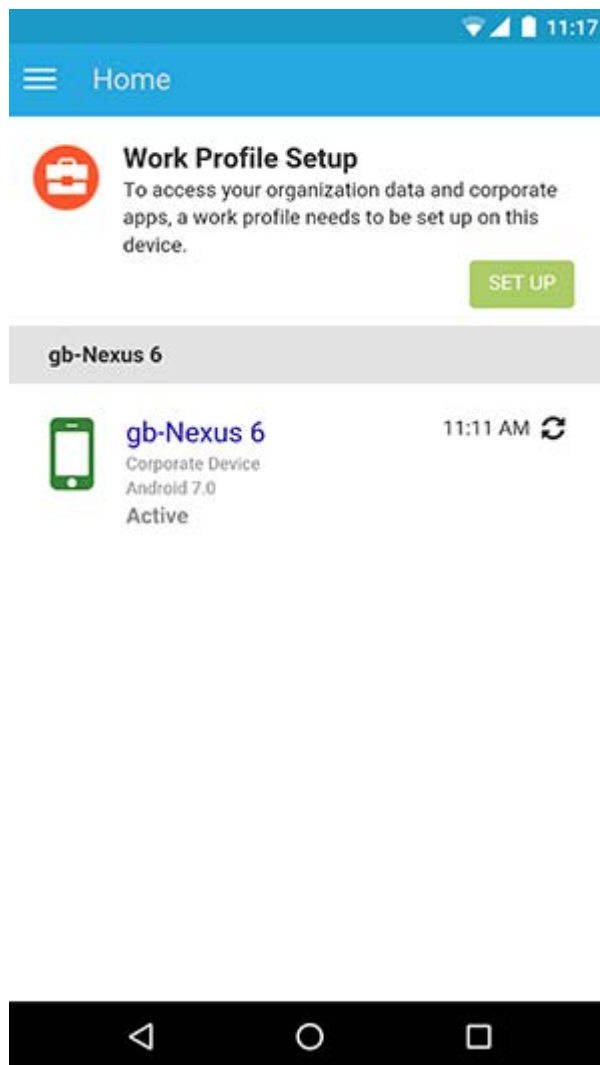 11:17
Home
Work Profile Setup
To access your organization data and corporate
apps, a work profile needs to be set up on this
device.
SET UP
gb-Nexus 6
gb-Nexus 6
11:11 AM
Corporate Device
Android 7.0
Active